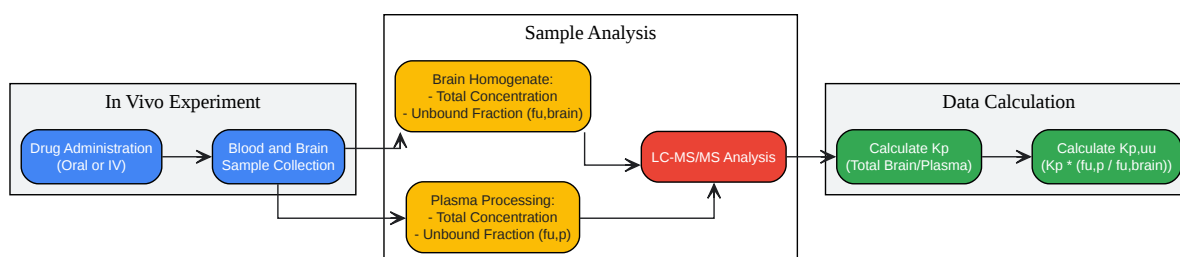 In Vivo Experiment
Drug Administration
(Oral or IV)
Blood and Brain
Sample Collection
Sample Analysis
Brain Homogenate:
- Total Concentration
- Unbound Fraction (fu,brain)
Plasma Processing:
- Total Concentration
- Unbound Fraction (fu,p)
LC-MS/MS Analysis
Data Calculation
Calculate Kp
(Total Brain/Plasma)
Calculate Kp,uu
(Kp * (fu,p / fu,brain))